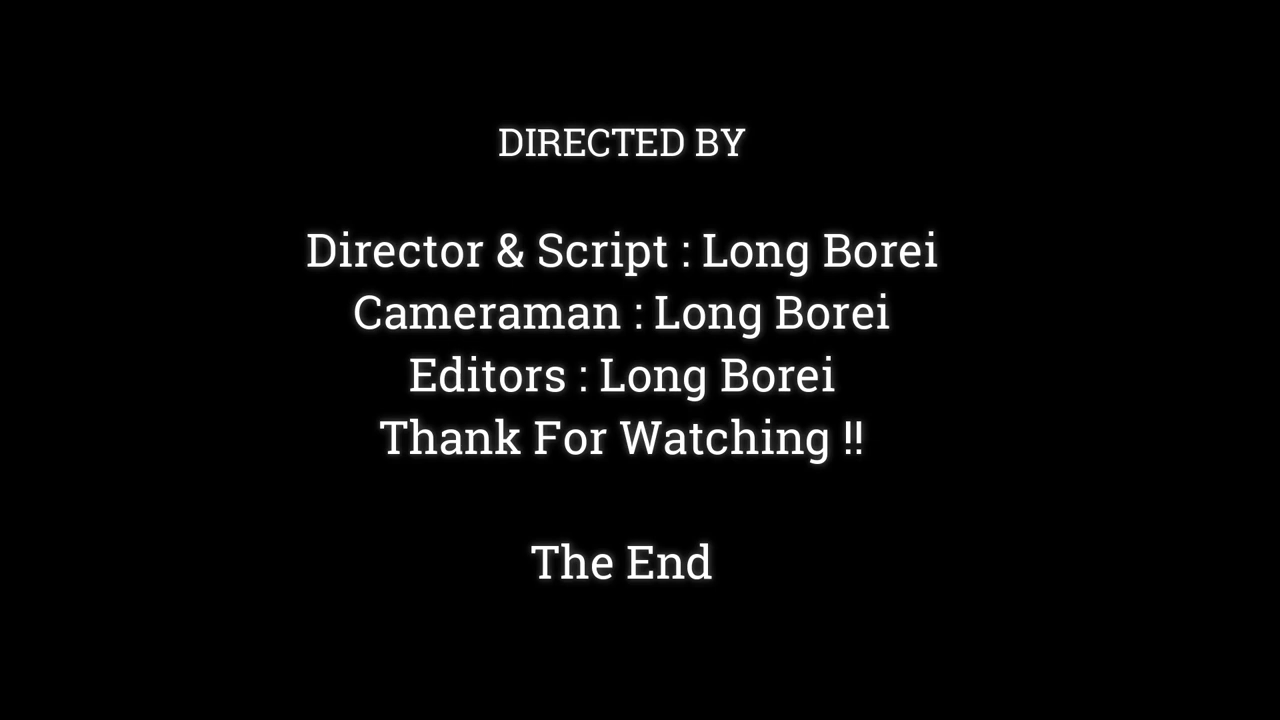 DIRECTED BY
Director & Script : Long Borei
Cameraman : Long Borei
Editors : Long Borei
Thank For Watching !!
The End